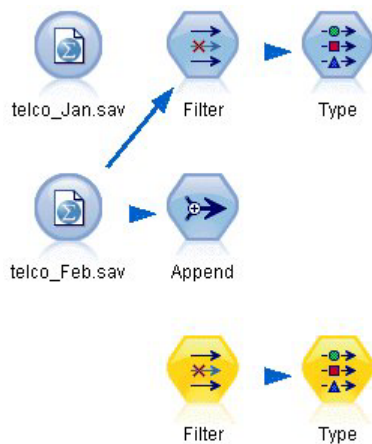 telco_Jan.sav
Filter
Type
telco_Feb.sav
Append
Filter
Type